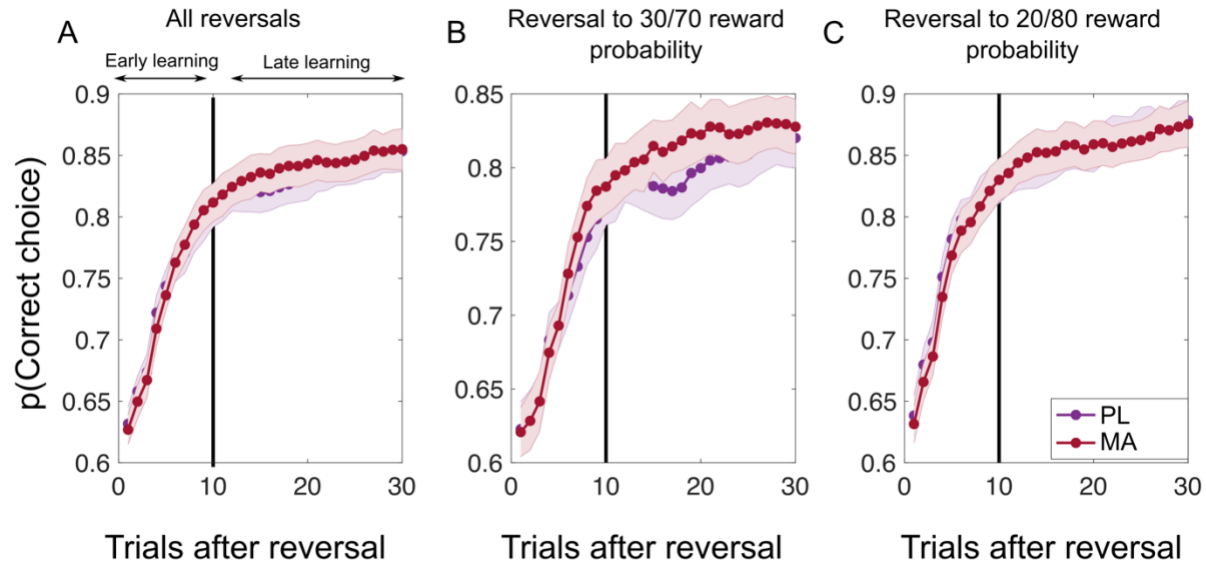 A
All reversals
Early learning
Late learning
0.9
0.85
0.8
0.75
0.7
0.65
0.6
0
10
20
30
p(Correct choice)
Trials after reversal
B
Reversal to 30/70 reward
probability
0.85
0.8
0.75
0.7
0.65
0.6
0
10
20
30
Trials after reversal
C
Reversal to 20/80 reward
probability
0.9
0.85
0.8
0.75
0.7
0.65
0.6
0
10
20
30
PL
MA
Trials after reversal